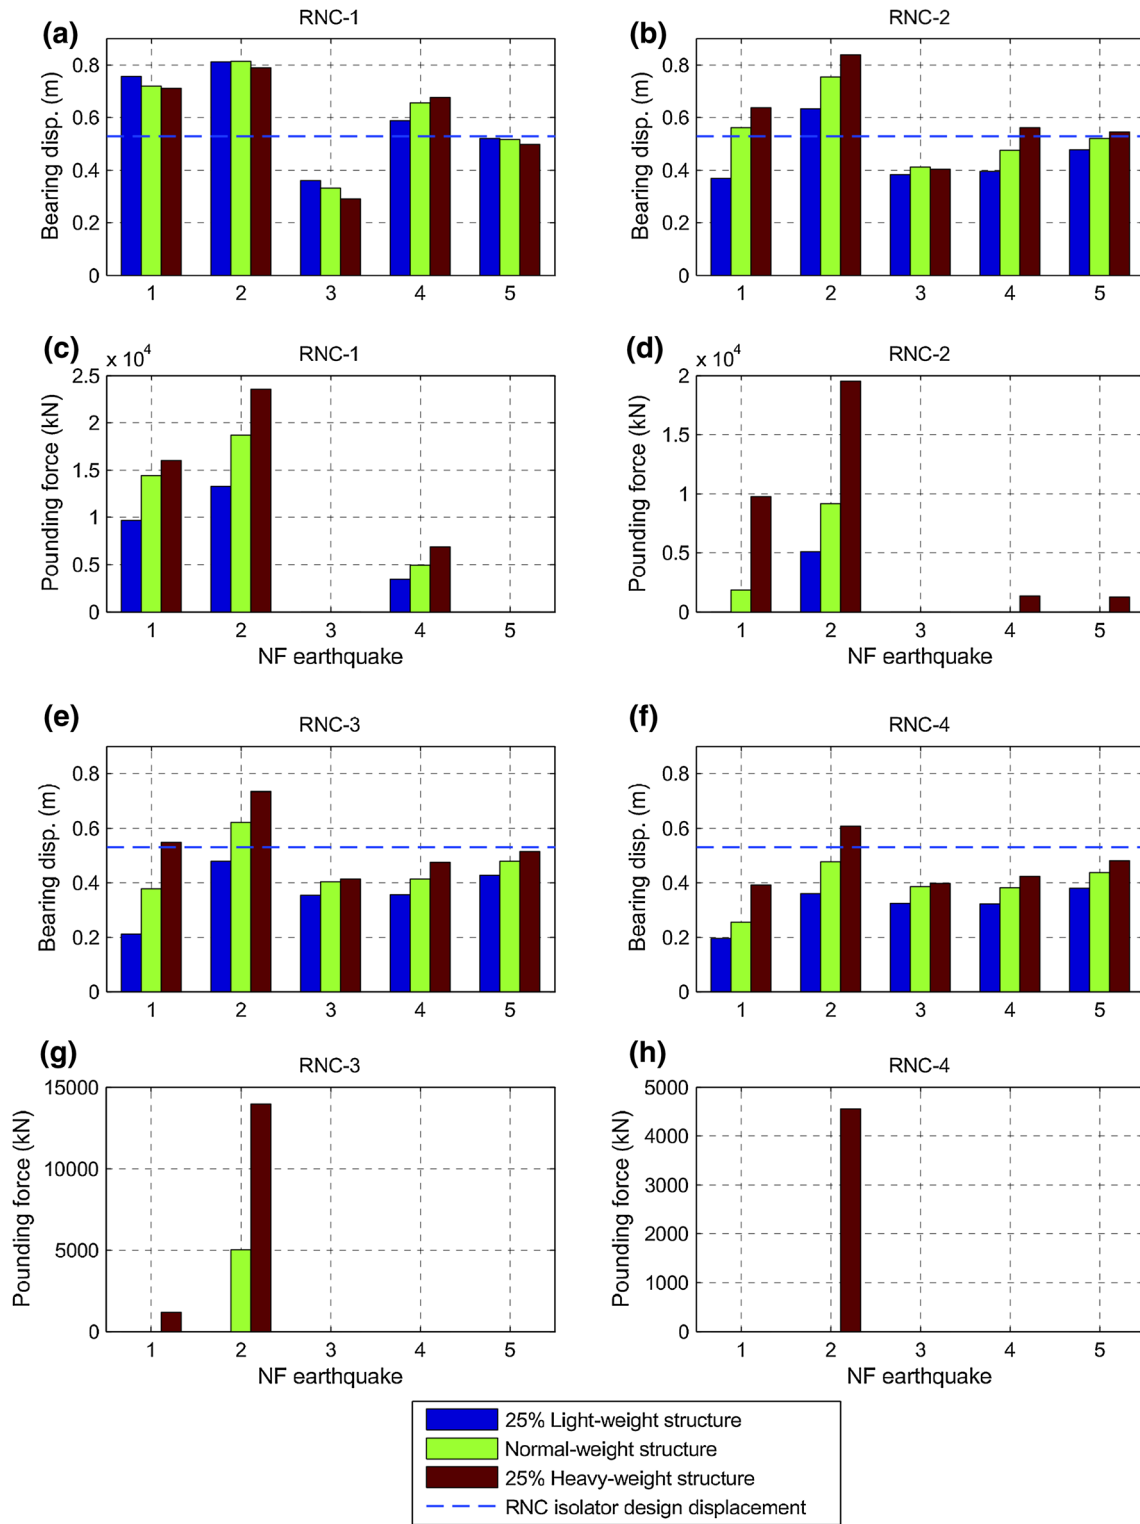 (a) RNC-1
Bearing disp. (m)
0.8
0.6
0.4
0.2
0
1 2 3 4 5
(b) RNC-2
Bearing disp. (m)
0.8
0.6
0.4
0.2
0
1 2 3 4 5
(c) RNC-1
x 10^4
Pounding force (kN)
2.5
2
1.5
1
0.5
0
1 2 3 4 5
NF earthquake
(d) RNC-2
x 10^4
Pounding force (kN)
2
1.5
1
0.5
0
1 2 3 4 5
NF earthquake
(e) RNC-3
Bearing disp. (m)
0.8
0.6
0.4
0.2
0
1 2 3 4 5
(f) RNC-4
Bearing disp. (m)
0.8
0.6
0.4
0.2
0
1 2 3 4 5
(g) RNC-3
Pounding force (kN)
15000
10000
5000
0
1 2 3 4 5
NF earthquake
(h) RNC-4
Pounding force (kN)
5000
4000
3000
2000
1000
0
1 2 3 4 5
NF earthquake
25% Light-weight structure
Normal-weight structure
25% Heavy-weight structure
RNC isolator design displacement